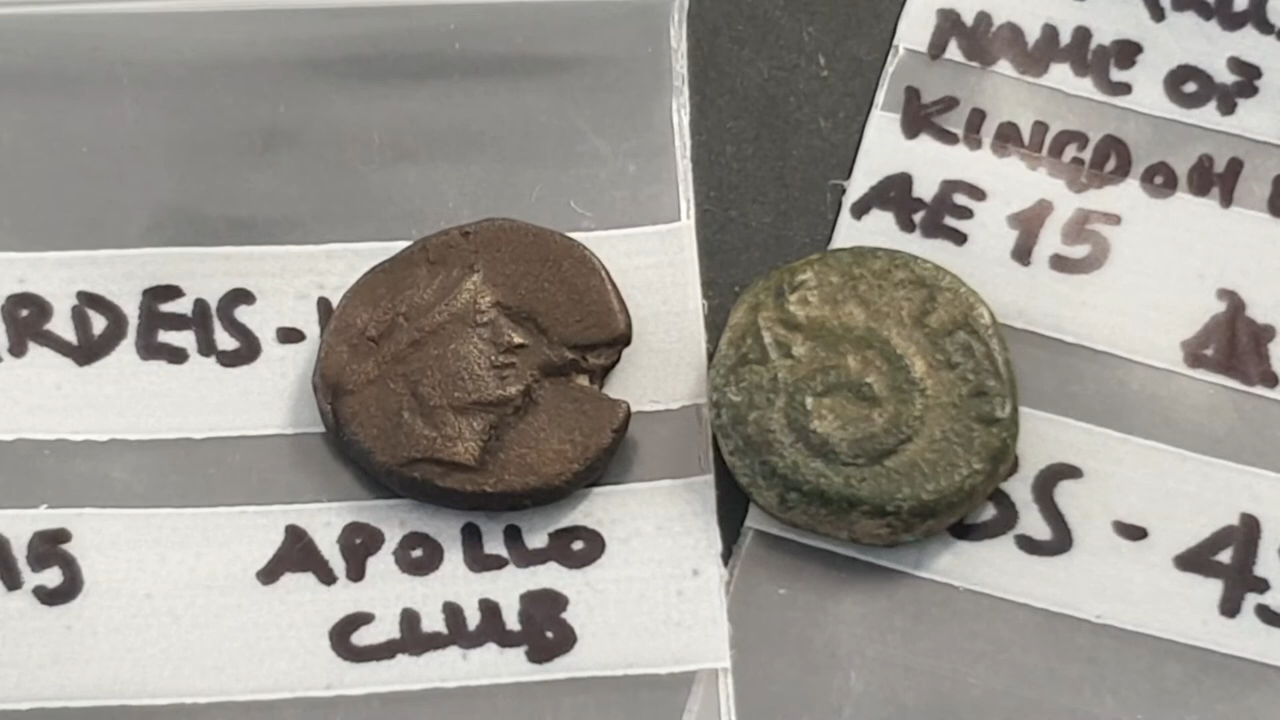 RDEIS-
15
APOLLO
CLUB
NAME OF
KINGDOM
AE 15
OS-4